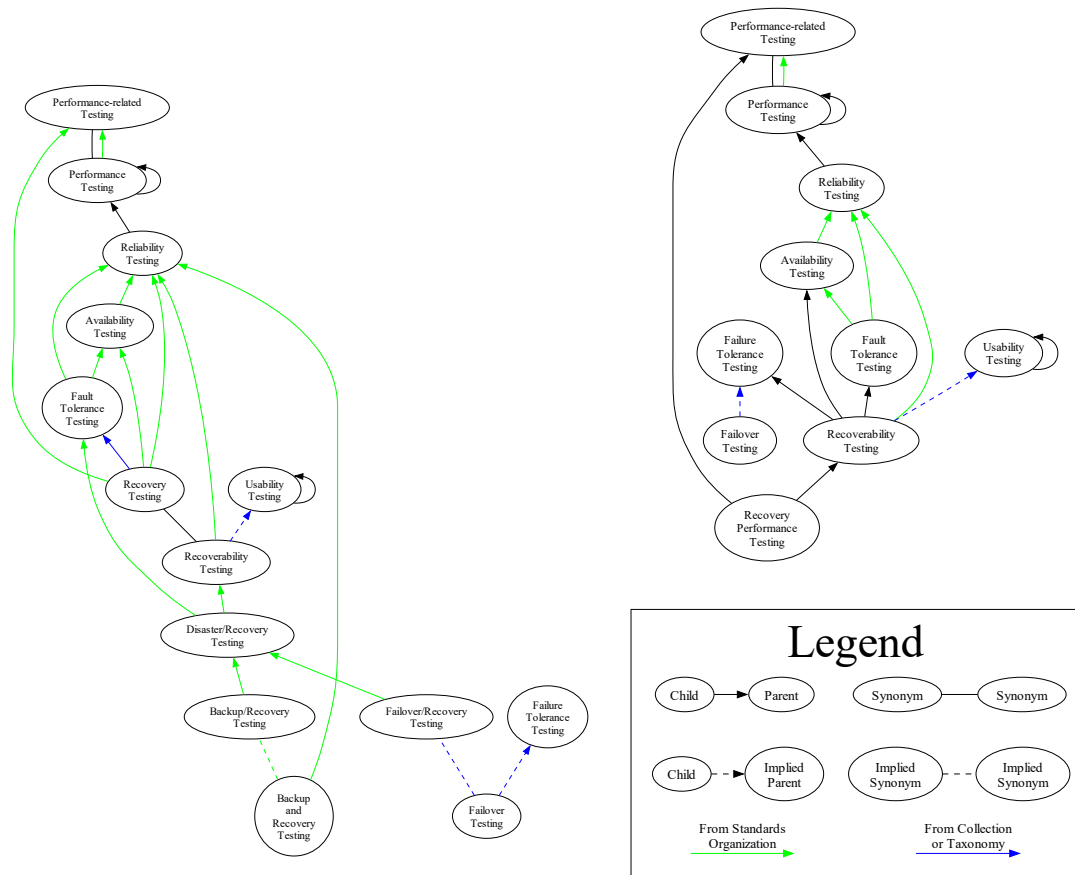 Performance-related
Testing
Performance
Testing
Reliability
Testing
Availability
Testing
Fault
Tolerance
Testing
Recovery
Testing
Usability
Testing
Recoverability
Testing
Disaster/Recovery
Testing
Backup/Recovery
Testing
Failover/Recovery
Testing
Failure
Tolerance
Testing
Backup
and
Recovery
Testing
Failover
Testing
Performance-related
Testing
Performance
Testing
Reliability
Testing
Availability
Testing
Failure
Tolerance
Testing
Fault
Tolerance
Testing
Usability
Testing
Failover
Testing
Recoverability
Testing
Recovery
Performance
Testing
Legend
Child
Parent
Synonym
Synonym
Child
Implied
Parent
Implied
Synonym
Implied
Synonym
From Standards
Organization
From Collection
or Taxonomy